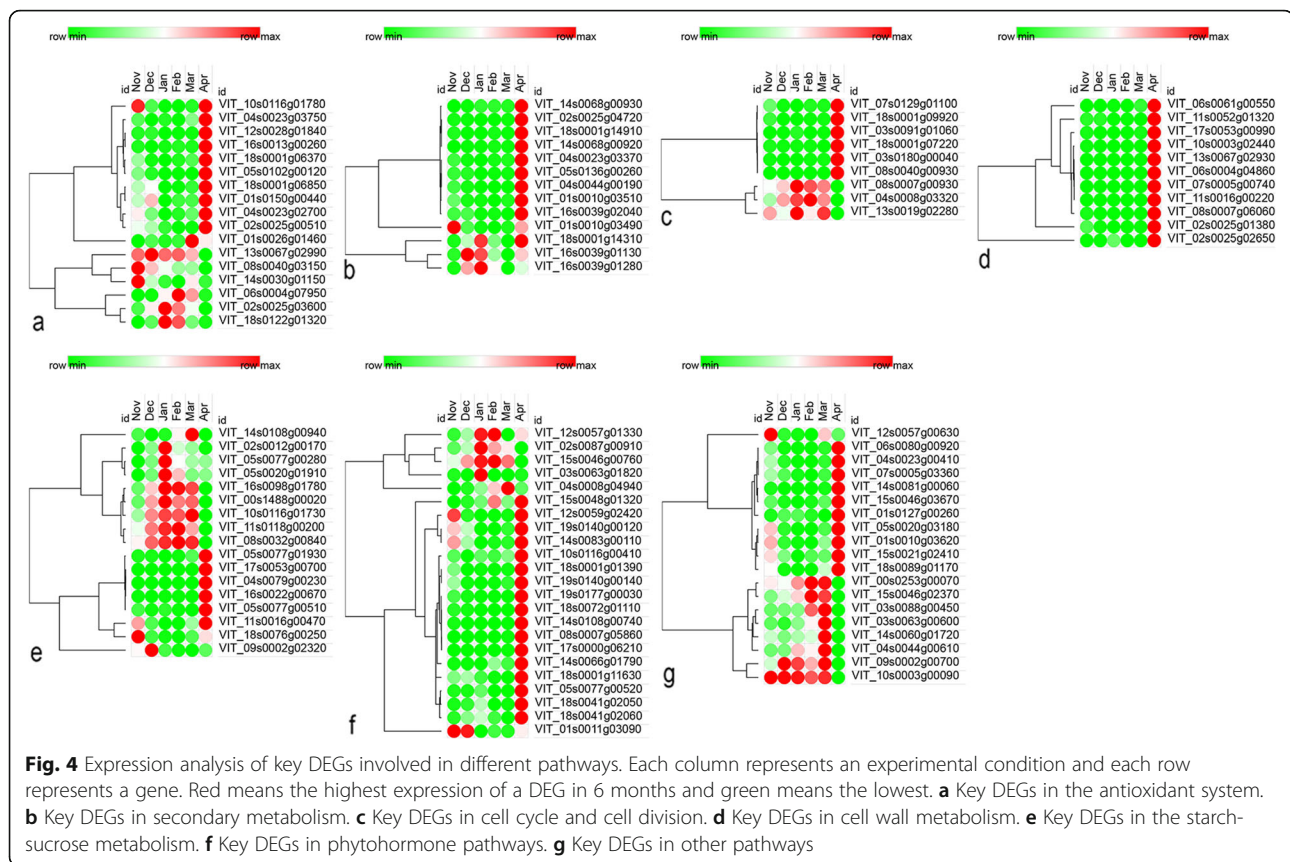 row min row max
id Nov Dec Jan Feb Mar Apr id
VIT_10s0116g01780
VIT_04s0023g03750
VIT_12s0028g01840
VIT_16s0013g00260
VIT_18s0001g06370
VIT_05s0102g00120
VIT_18s0001g06850
VIT_01s0150g00440
VIT_04s0023g02700
VIT_02s0025g00510
VIT_01s0026g01460
VIT_13s0067g02990
VIT_08s0040g03150
VIT_14s0030g01150
VIT_06s0004g07950
VIT_02s0025g03600
VIT_18s0122g01320
a
row min row max
id Nov Dec Jan Feb Mar Apr id
VIT_14s0068g00930
VIT_02s0025g04720
VIT_18s0001g14910
VIT_14s0068g00920
VIT_04s0023g03370
VIT_05s0136g00260
VIT_04s0044g00190
VIT_01s0010g03510
VIT_16s0039g02040
VIT_01s0010g03490
VIT_18s0001g14310
VIT_16s0039g01130
VIT_16s0039g01280
b
row min row max
id Nov Dec Jan Feb Mar Apr id
VIT_07s0129g01100
VIT_18s0001g09920
VIT_03s0091g01060
VIT_18s0001g07220
VIT_03s0180g00040
VIT_08s0040g00930
VIT_08s0007g00930
VIT_04s0008g03320
VIT_13s0019g02280
c
row min row max
id Nov Dec Jan Feb Mar Apr id
VIT_06s0061g00550
VIT_11s0052g01320
VIT_17s0053g00990
VIT_10s0003g02440
VIT_13s0067g02930
VIT_06s0004g04860
VIT_07s0005g00740
VIT_11s0016g00220
VIT_08s0007g06060
VIT_02s0025g01380
VIT_02s0025g02650
d
row min row max
id Nov Dec Jan Feb Mar Apr id
VIT_14s0108g00940
VIT_02s0012g00170
VIT_05s0077g00280
VIT_05s0020g01910
VIT_16s0098g01780
VIT_00s1488g00020
VIT_10s0116g01730
VIT_11s0118g00200
VIT_08s0032g00840
VIT_05s0077g01930
VIT_17s0053g00700
VIT_04s0079g00230
VIT_16s0022g00670
VIT_05s0077g00510
VIT_11s0016g00470
VIT_18s0076g00250
VIT_09s0002g02320
e
row min row max
id Nov Dec Jan Feb Mar Apr id
VIT_12s0057g01330
VIT_02s0087g00910
VIT_15s0046g00760
VIT_03s0063g01820
VIT_04s0008g04940
VIT_15s0048g01320
VIT_12s0059g02420
VIT_19s0140g00120
VIT_14s0083g00110
VIT_10s0116g00410
VIT_18s0001g01390
VIT_19s0140g00140
VIT_19s0177g00030
VIT_18s0072g01110
VIT_14s0108g00740
VIT_08s0007g05860
VIT_17s0000g06210
VIT_14s0066g01790
VIT_18s0001g11630
VIT_05s0077g00520
VIT_18s0041g02050
VIT_18s0041g02060
VIT_01s0011g03090
f
row min row max
id Nov Dec Jan Feb Mar Apr id
VIT_12s0057g00630
VIT_06s0080g00920
VIT_04s0023g00410
VIT_07s0005g03360
VIT_14s0081g00060
VIT_15s0046g03670
VIT_01s0127g00260
VIT_05s0020g03180
VIT_01s0010g03620
VIT_15s0021g02410
VIT_18s0089g01170
VIT_00s0253g00070
VIT_15s0046g02370
VIT_03s0088g00450
VIT_03s0063g00600
VIT_14s0060g01720
VIT_04s0044g00610
VIT_09s0002g00700
VIT_10s0003g00090
g
Fig. 4 Expression analysis of key DEGs involved in different pathways. Each column represents an experimental condition and each row
represents a gene. Red means the highest expression of a DEG in 6 months and green means the lowest. a Key DEGs in the antioxidant system.
b Key DEGs in secondary metabolism. c Key DEGs in cell cycle and cell division. d Key DEGs in cell wall metabolism. e Key DEGs in the starch-
sucrose metabolism. f Key DEGs in phytohormone pathways. g Key DEGs in other pathways